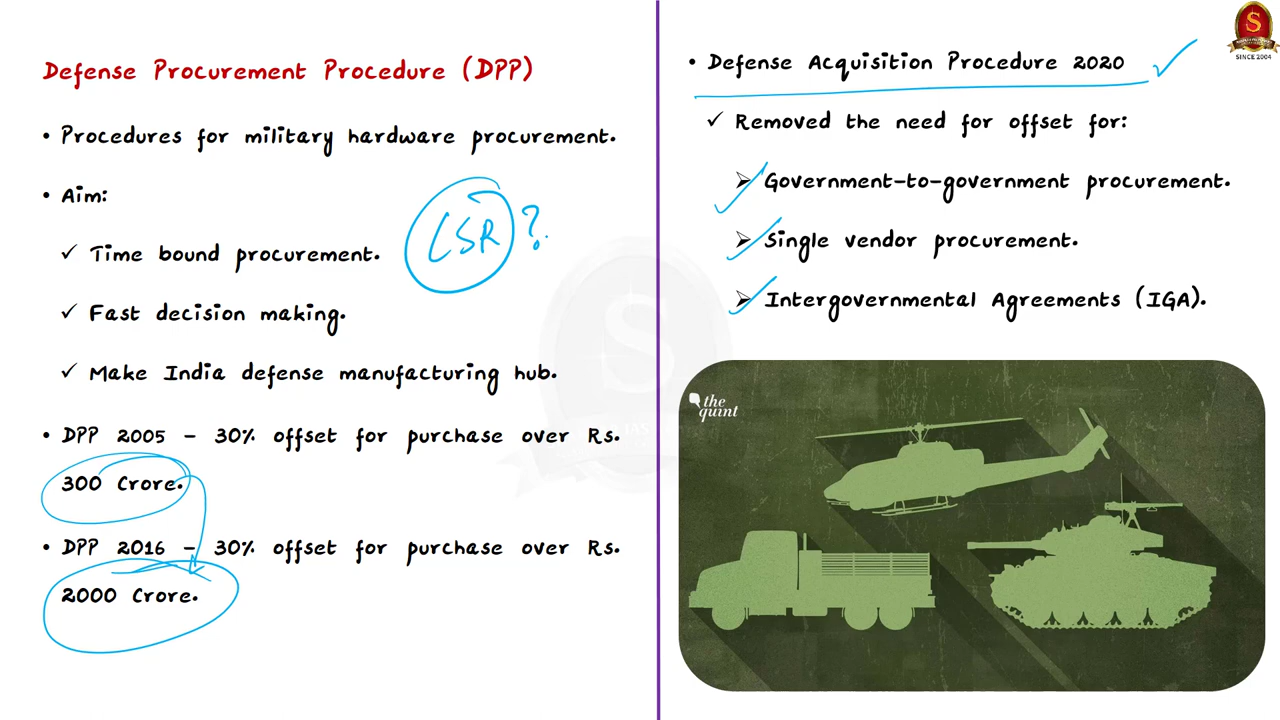 Defense Procurement Procedure (DPP)
• Procedures for military hardware procurement.
• Aim:
✓ Time bound procurement.
LSR?
✓ Fast decision making.
✓ Make India defense manufacturing hub.
• DPP 2005 – 30% offset for purchase over Rs.
300 Crore.
• DPP 2016 – 30% offset for purchase over Rs.
2000 Crore.
• Defense Acquisition Procedure 2020
✓ Removed the need for offset for:
➢ Government-to-government procurement.
➢ Single vendor procurement.
➢ Intergovernmental Agreements (IGA).
the
quint
S
SINCE 2004